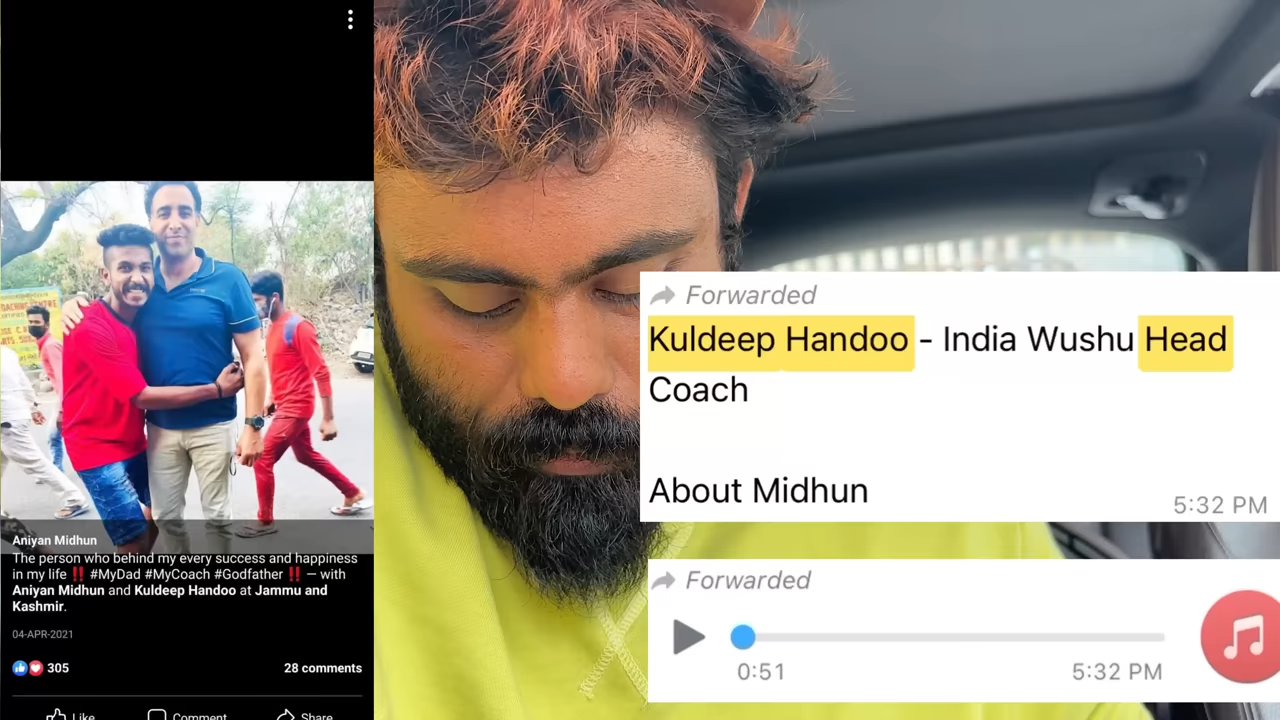 Aniyan Midhun
The person who behind my every success and happiness
in my life ‼️ #MyDad #MyCoach #Godfather ‼️ — with
Aniyan Midhun and Kuldeep Handoo at Jammu and
Kashmir.
04-APR-2021
305
28 comments
Like
Comment
Share
Forwarded
Kuldeep Handoo - India Wushu Head
Coach
About Midhun
5:32 PM
Forwarded
0:51
5:32 PM